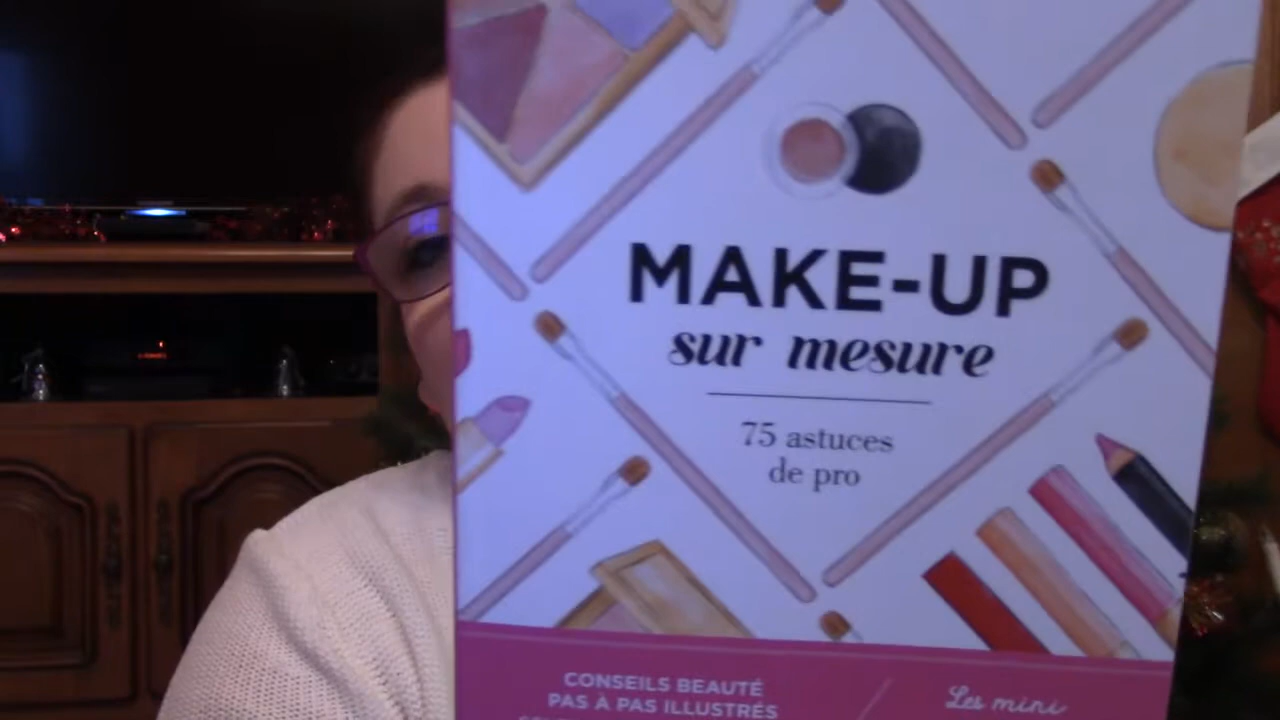 MAKE-UP
sur mesure
75 astuces
de pro
CONSEILS BEAUTÉ
PAS À PAS ILLUSTRÉS
Les mini